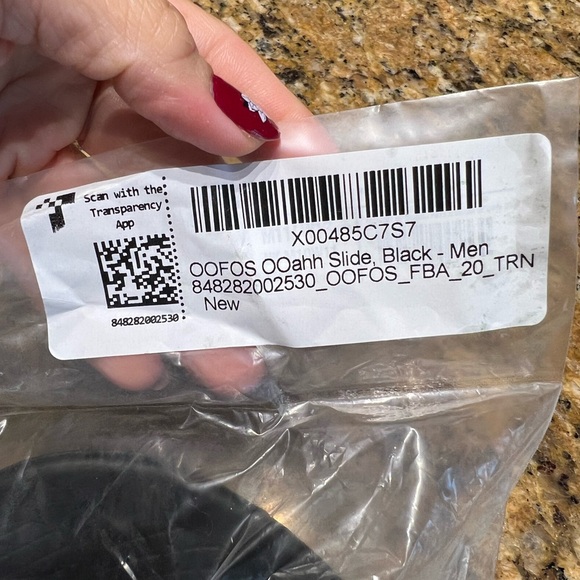 Scan with the
Transparency
App
848282002530
X00485C7S7
OOFOS OOahh Slide, Black - Men
848282002530_OOFOS_FBA_20_TRN
New